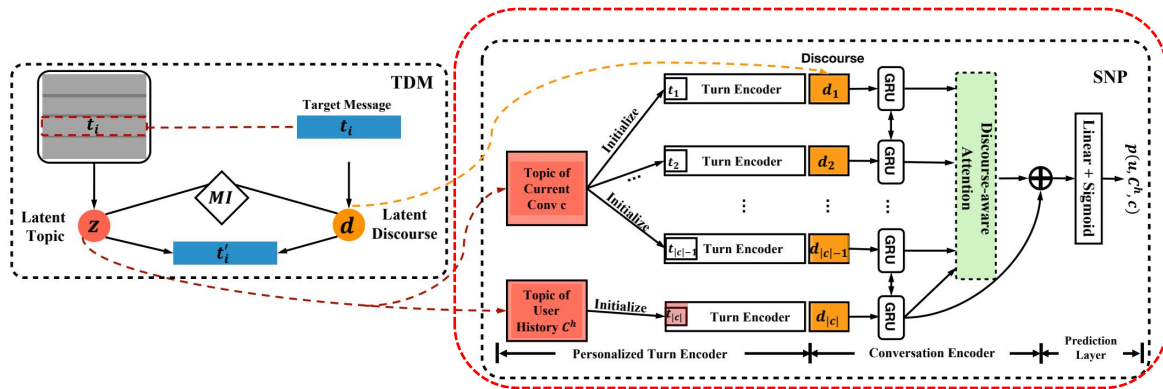 TDM
t_i
Target Message
t_i
MI
Latent
Topic
z
d
Latent
Discourse
t'_i
SNP
Discourse
Topic of
Current
Conv c
Initialize
...
Initialize
t_1
Turn Encoder
d_1
GRU
t_2
Turn Encoder
d_2
GRU
...
...
...
t_{|c|-1}
Turn Encoder
d_{|c|-1}
GRU
Topic of
User
History C^h
Initialize
t_{|c|}
Turn Encoder
d_{|c|}
GRU
Discourse-aware
Attention
Linear + Sigmoid
p(u, C^h, c)
Personalized Turn Encoder
Conversation Encoder
Prediction
Layer